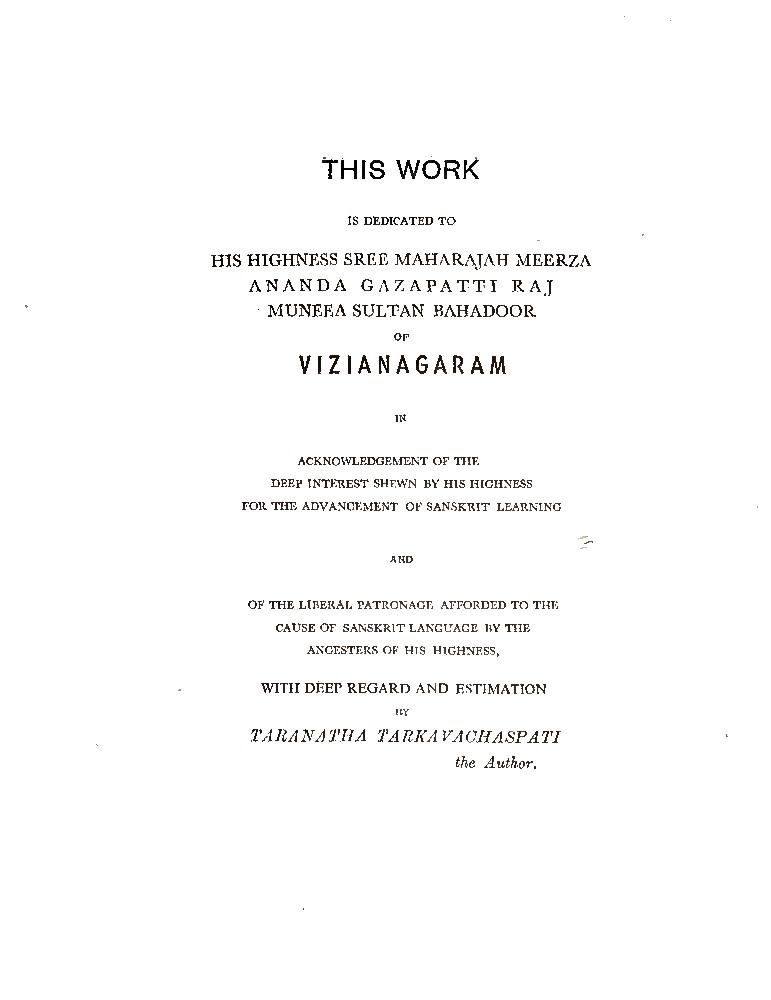 THIS WORK
IS DEDICATED TO
HIS HIGHNESS SREE MAHARAJAH MEERZA
ANANDA GAZAPATTI RAJ
MUNEEA SULTAN BAHADOOR
OF
VIZIANAGARAM
IN
ACKNOWLEDGEMENT OF THE
DEEP INTEREST SHEWN BY HIS HIGHNESS
FOR THE ADVANCEMENT OF SANSKRIT LEARNING
AND
OF THE LIBERAL PATRONAGE AFFORDED TO THE
CAUSE OF SANSKRIT LANGUAGE BY THE
ANCESTERS OF HIS HIGHNESS,
WITH DEEP REGARD AND ESTIMATION
BY
TARANATHA TARKAVACHASPATI
the Author.